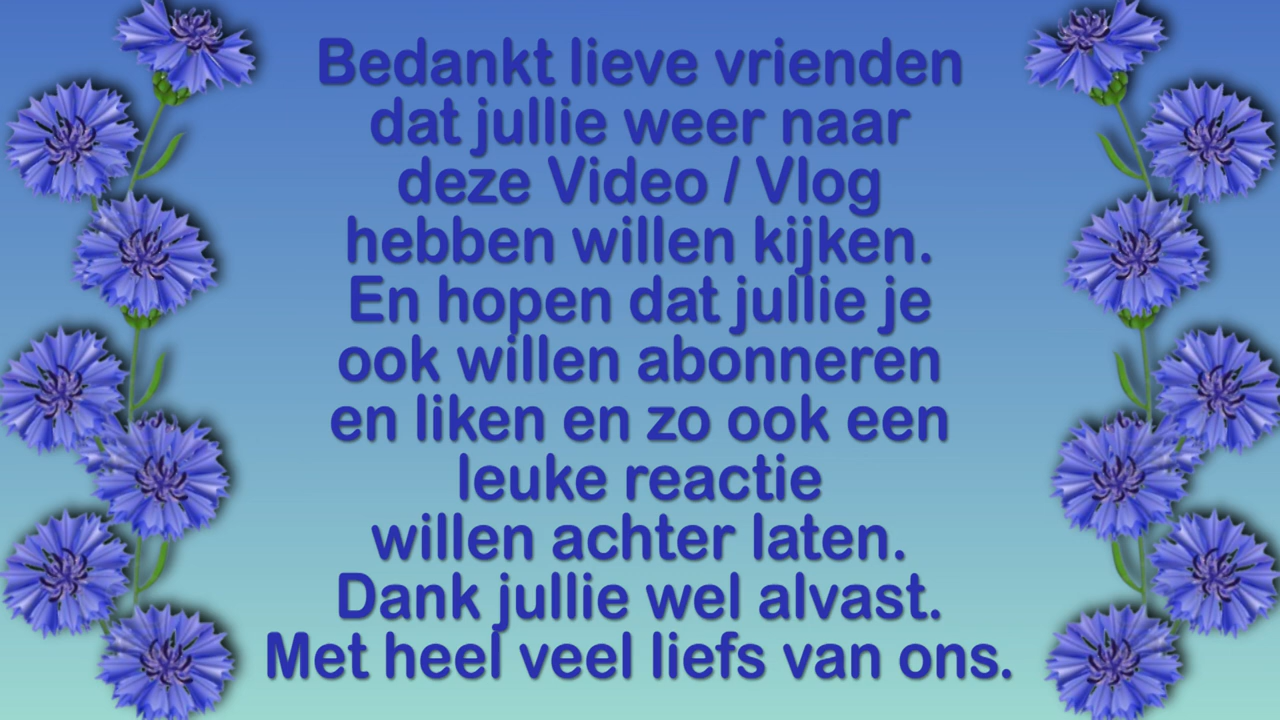 Bedankt lieve vrienden
dat jullie weer naar
deze Video / Vlog
hebben willen kijken.
En hopen dat jullie je
ook willen abonneren
en liken en zo ook een
leuke reactie
willen achter laten.
Dank jullie wel alvast.
Met heel veel liefs van ons.